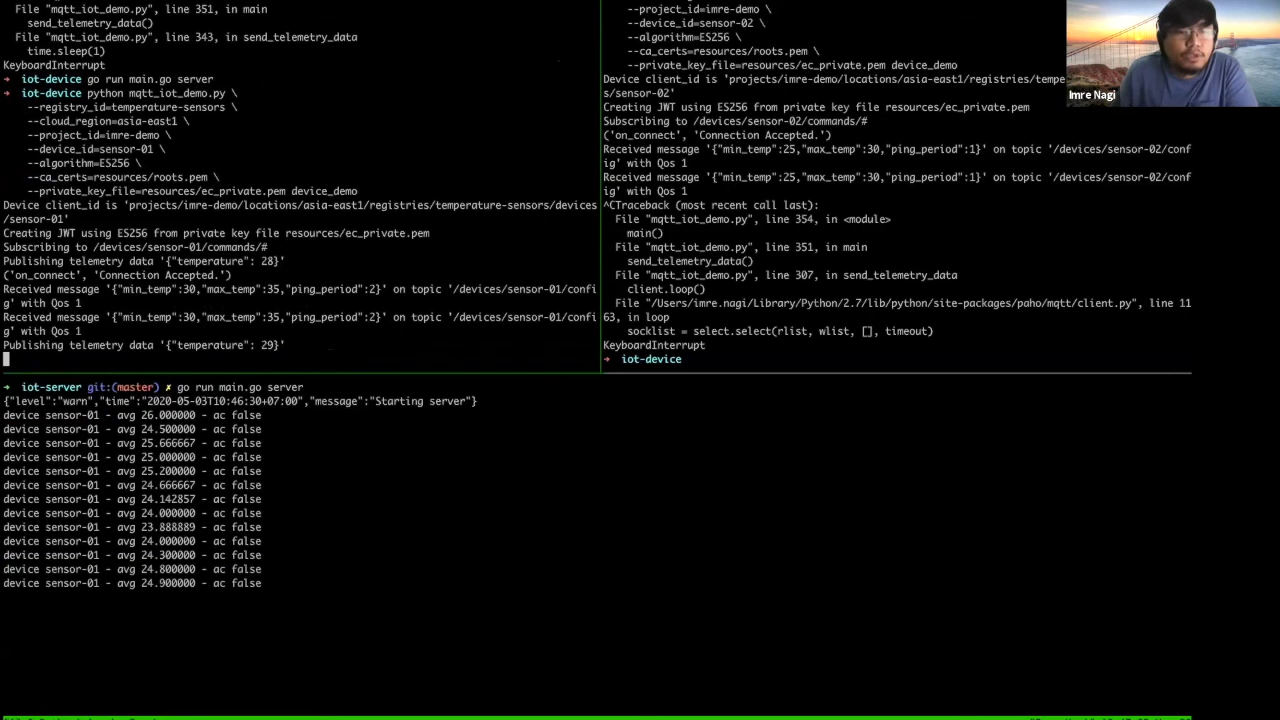 File "mqtt_iot_demo.py", line 351, in main
send_telemetry_data()
File "mqtt_iot_demo.py", line 343, in send_telemetry_data
time.sleep(1)
KeyboardInterrupt
➜ iot-device go run main.go server
➜ iot-device python mqtt_iot_demo.py \
--registry_id=temperature-sensors \
--cloud_region=asia-east1 \
--project_id=imre-demo \
--device_id=sensor-01 \
--algorithm=ES256 \
--ca_certs=resources/roots.pem \
--private_key_file=resources/ec_private.pem device_demo
Device client_id is 'projects/imre-demo/locations/asia-east1/registries/temperature-sensors/devices
/sensor-01'
Creating JWT using ES256 from private key file resources/ec_private.pem
Subscribing to /devices/sensor-01/commands/#
Publishing telemetry data '{"temperature": 28}'
('on_connect', 'Connection Accepted.')
Received message '{"min_temp":30,"max_temp":35,"ping_period":2}' on topic '/devices/sensor-01/confi
g' with Qos 1
Received message '{"min_temp":30,"max_temp":35,"ping_period":2}' on topic '/devices/sensor-01/confi
g' with Qos 1
Publishing telemetry data '{"temperature": 29}'
--project_id=imre-demo \
--device_id=sensor-02 \
--algorithm=ES256 \
--ca_certs=resources/roots.pem \
--private_key_file=resources/ec_private.pem device_demo
Device client_id is 'projects/imre-demo/locations/asia-east1/registries/tempe
s/sensor-02'
Creating JWT using ES256 from private key file resources/ec_private.pem
Subscribing to /devices/sensor-02/commands/#
('on_connect', 'Connection Accepted.')
Received message '{"min_temp":25,"max_temp":30,"ping_period":1}' on topic '/devices/sensor-02/conf
ig' with Qos 1
Received message '{"min_temp":25,"max_temp":30,"ping_period":1}' on topic '/devices/sensor-02/conf
ig' with Qos 1
^CTraceback (most recent call last):
File "mqtt_iot_demo.py", line 354, in <module>
main()
File "mqtt_iot_demo.py", line 351, in main
send_telemetry_data()
File "mqtt_iot_demo.py", line 307, in send_telemetry_data
client.loop()
File "/Users/imre.nagi/Library/Python/2.7/lib/python/site-packages/paho/mqtt/client.py", line 11
63, in loop
socklist = select.select(rlist, wlist, [], timeout)
KeyboardInterrupt
➜ iot-device
Imre Nagi
➜ iot-server git:(master) ✗ go run main.go server
{"level":"warn","time":"2020-05-03T10:46:30+07:00","message":"Starting server"}
device sensor-01 - avg 26.000000 - ac false
device sensor-01 - avg 24.500000 - ac false
device sensor-01 - avg 25.666667 - ac false
device sensor-01 - avg 25.000000 - ac false
device sensor-01 - avg 25.200000 - ac false
device sensor-01 - avg 24.666667 - ac false
device sensor-01 - avg 24.142857 - ac false
device sensor-01 - avg 24.000000 - ac false
device sensor-01 - avg 23.888889 - ac false
device sensor-01 - avg 24.000000 - ac false
device sensor-01 - avg 24.300000 - ac false
device sensor-01 - avg 24.800000 - ac false
device sensor-01 - avg 24.900000 - ac false